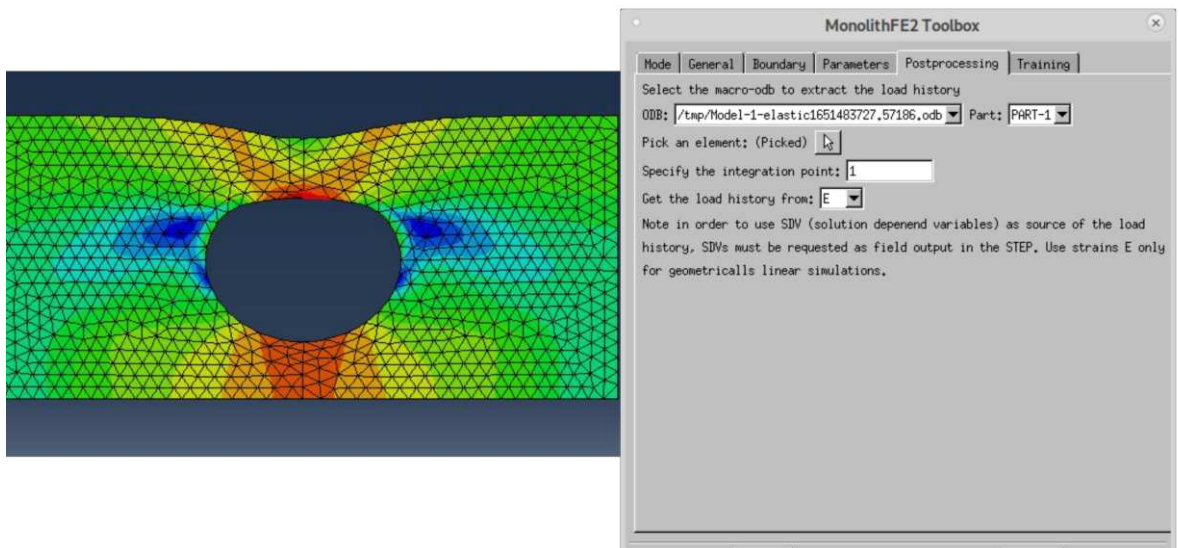 MonolithFE2 Toolbox
Mode General Boundary Parameters Postprocessing Training
Select the macro-odb to extract the load history
ODB: /tmp/Model-1-elastic1651483727.57186.odb Part: PART-1
Pick an element: (Picked)
Specify the integration point: 1
Get the load history from: E
Note in order to use SDV (solution depenend variables) as source of the load
history, SDVs must be requested as field output in the STEP. Use strains E only
for geometricalls linear simulations.